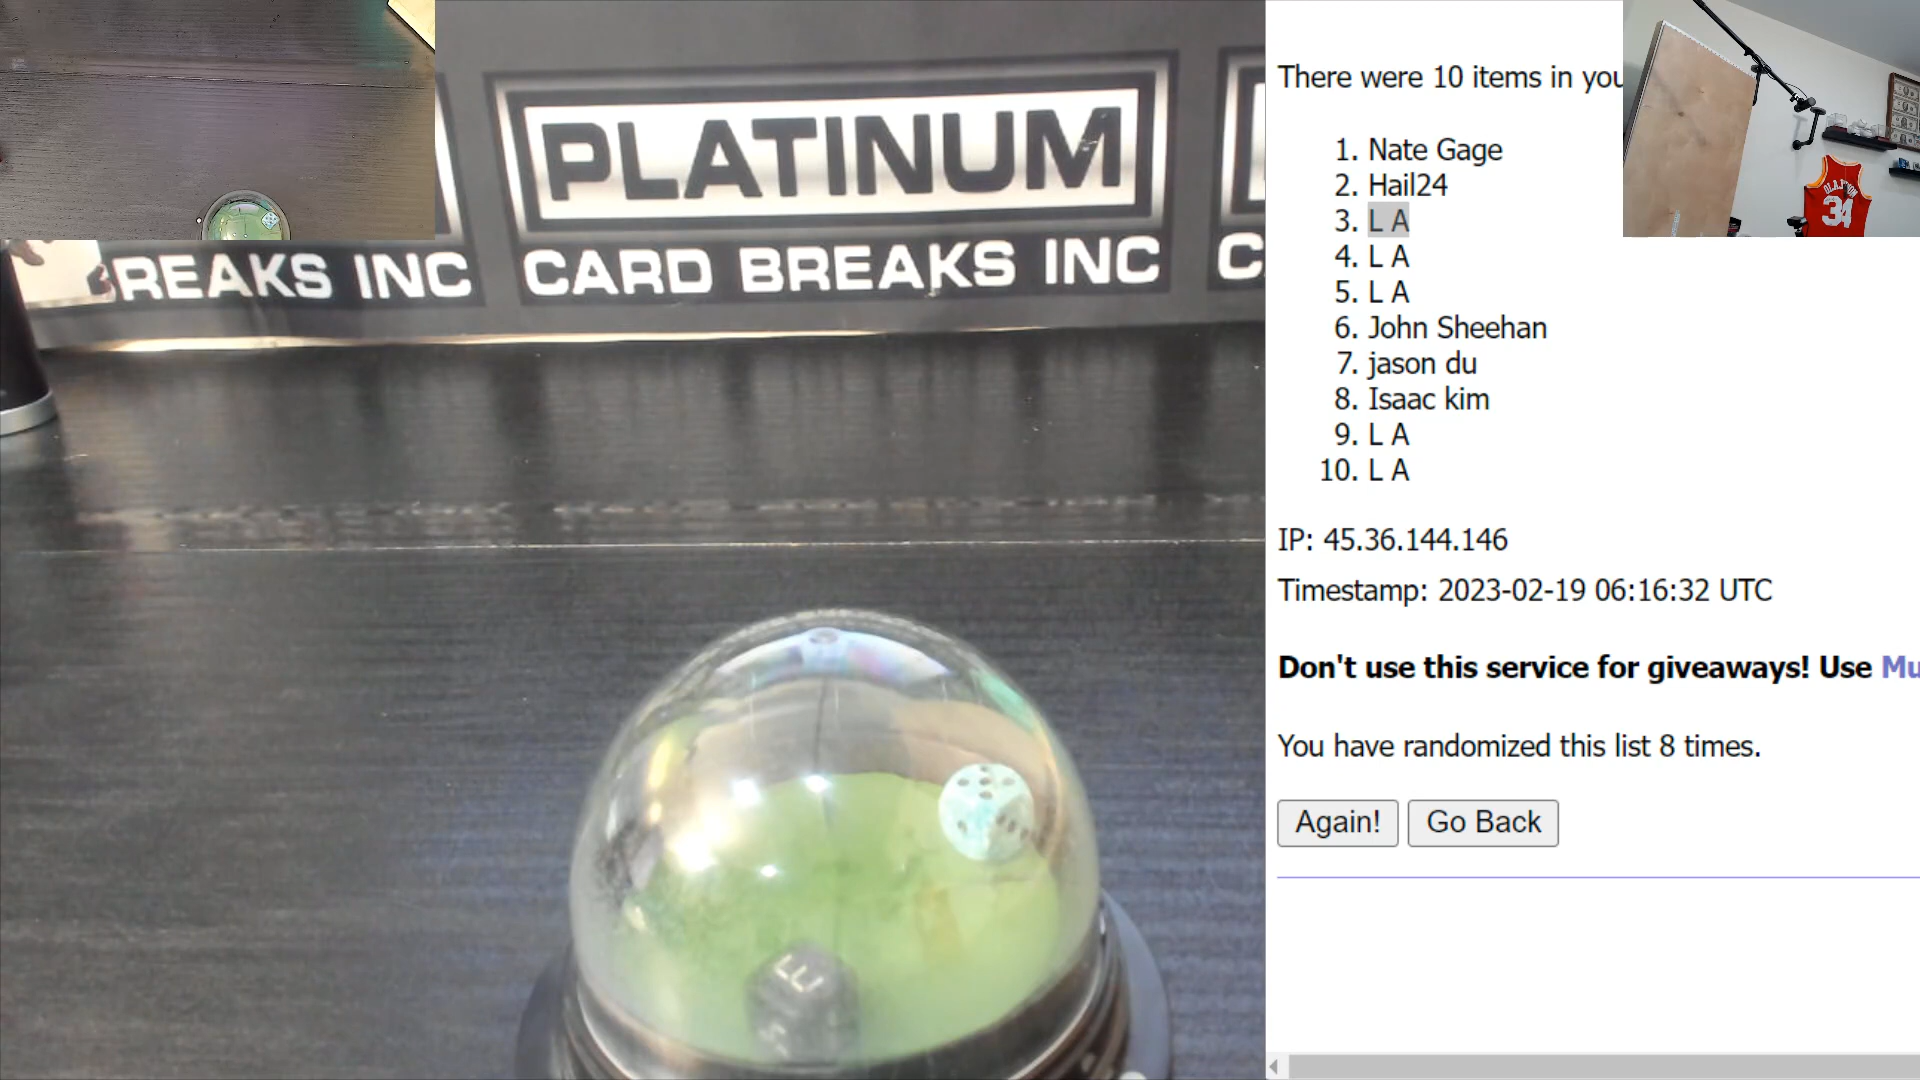 PLATINUM
CARD BREAKS INC
REAKS INC
C
There were 10 items in you
1. Nate Gage
2. Hail24
3. L A
4. L A
5. L A
6. John Sheehan
7. jason du
8. Isaac kim
9. L A
10. L A
IP: 45.36.144.146
Timestamp: 2023-02-19 06:16:32 UTC
Don't use this service for giveaways! Use Mu
You have randomized this list 8 times.
Again! Go Back
OLAJUWON
34